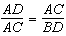 AD/AC = AC/BD